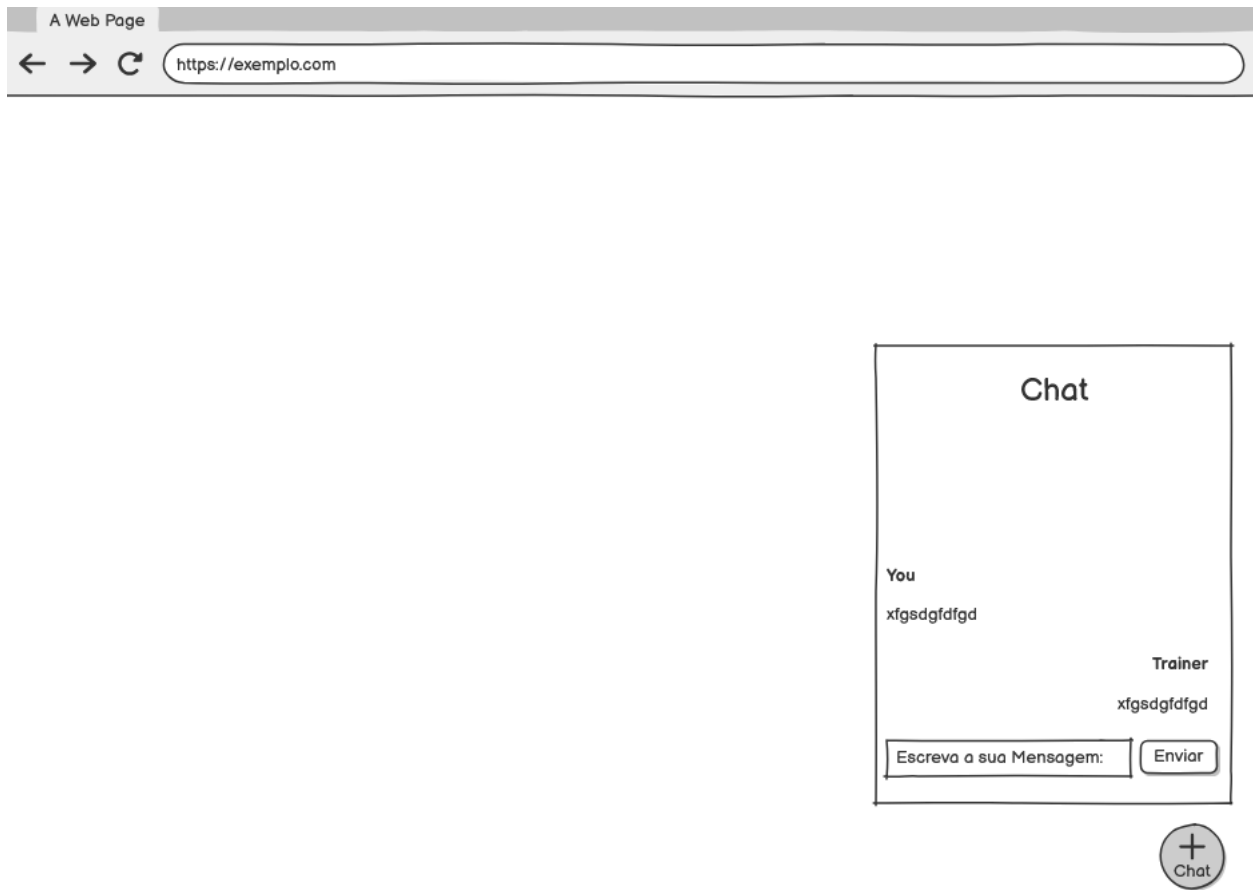 A Web Page
https://exemplo.com
Chat
You
xfgsdgfdfgd
Trainer
xfgsdgfdfgd
Escreva a sua Mensagem:
Enviar
Chat